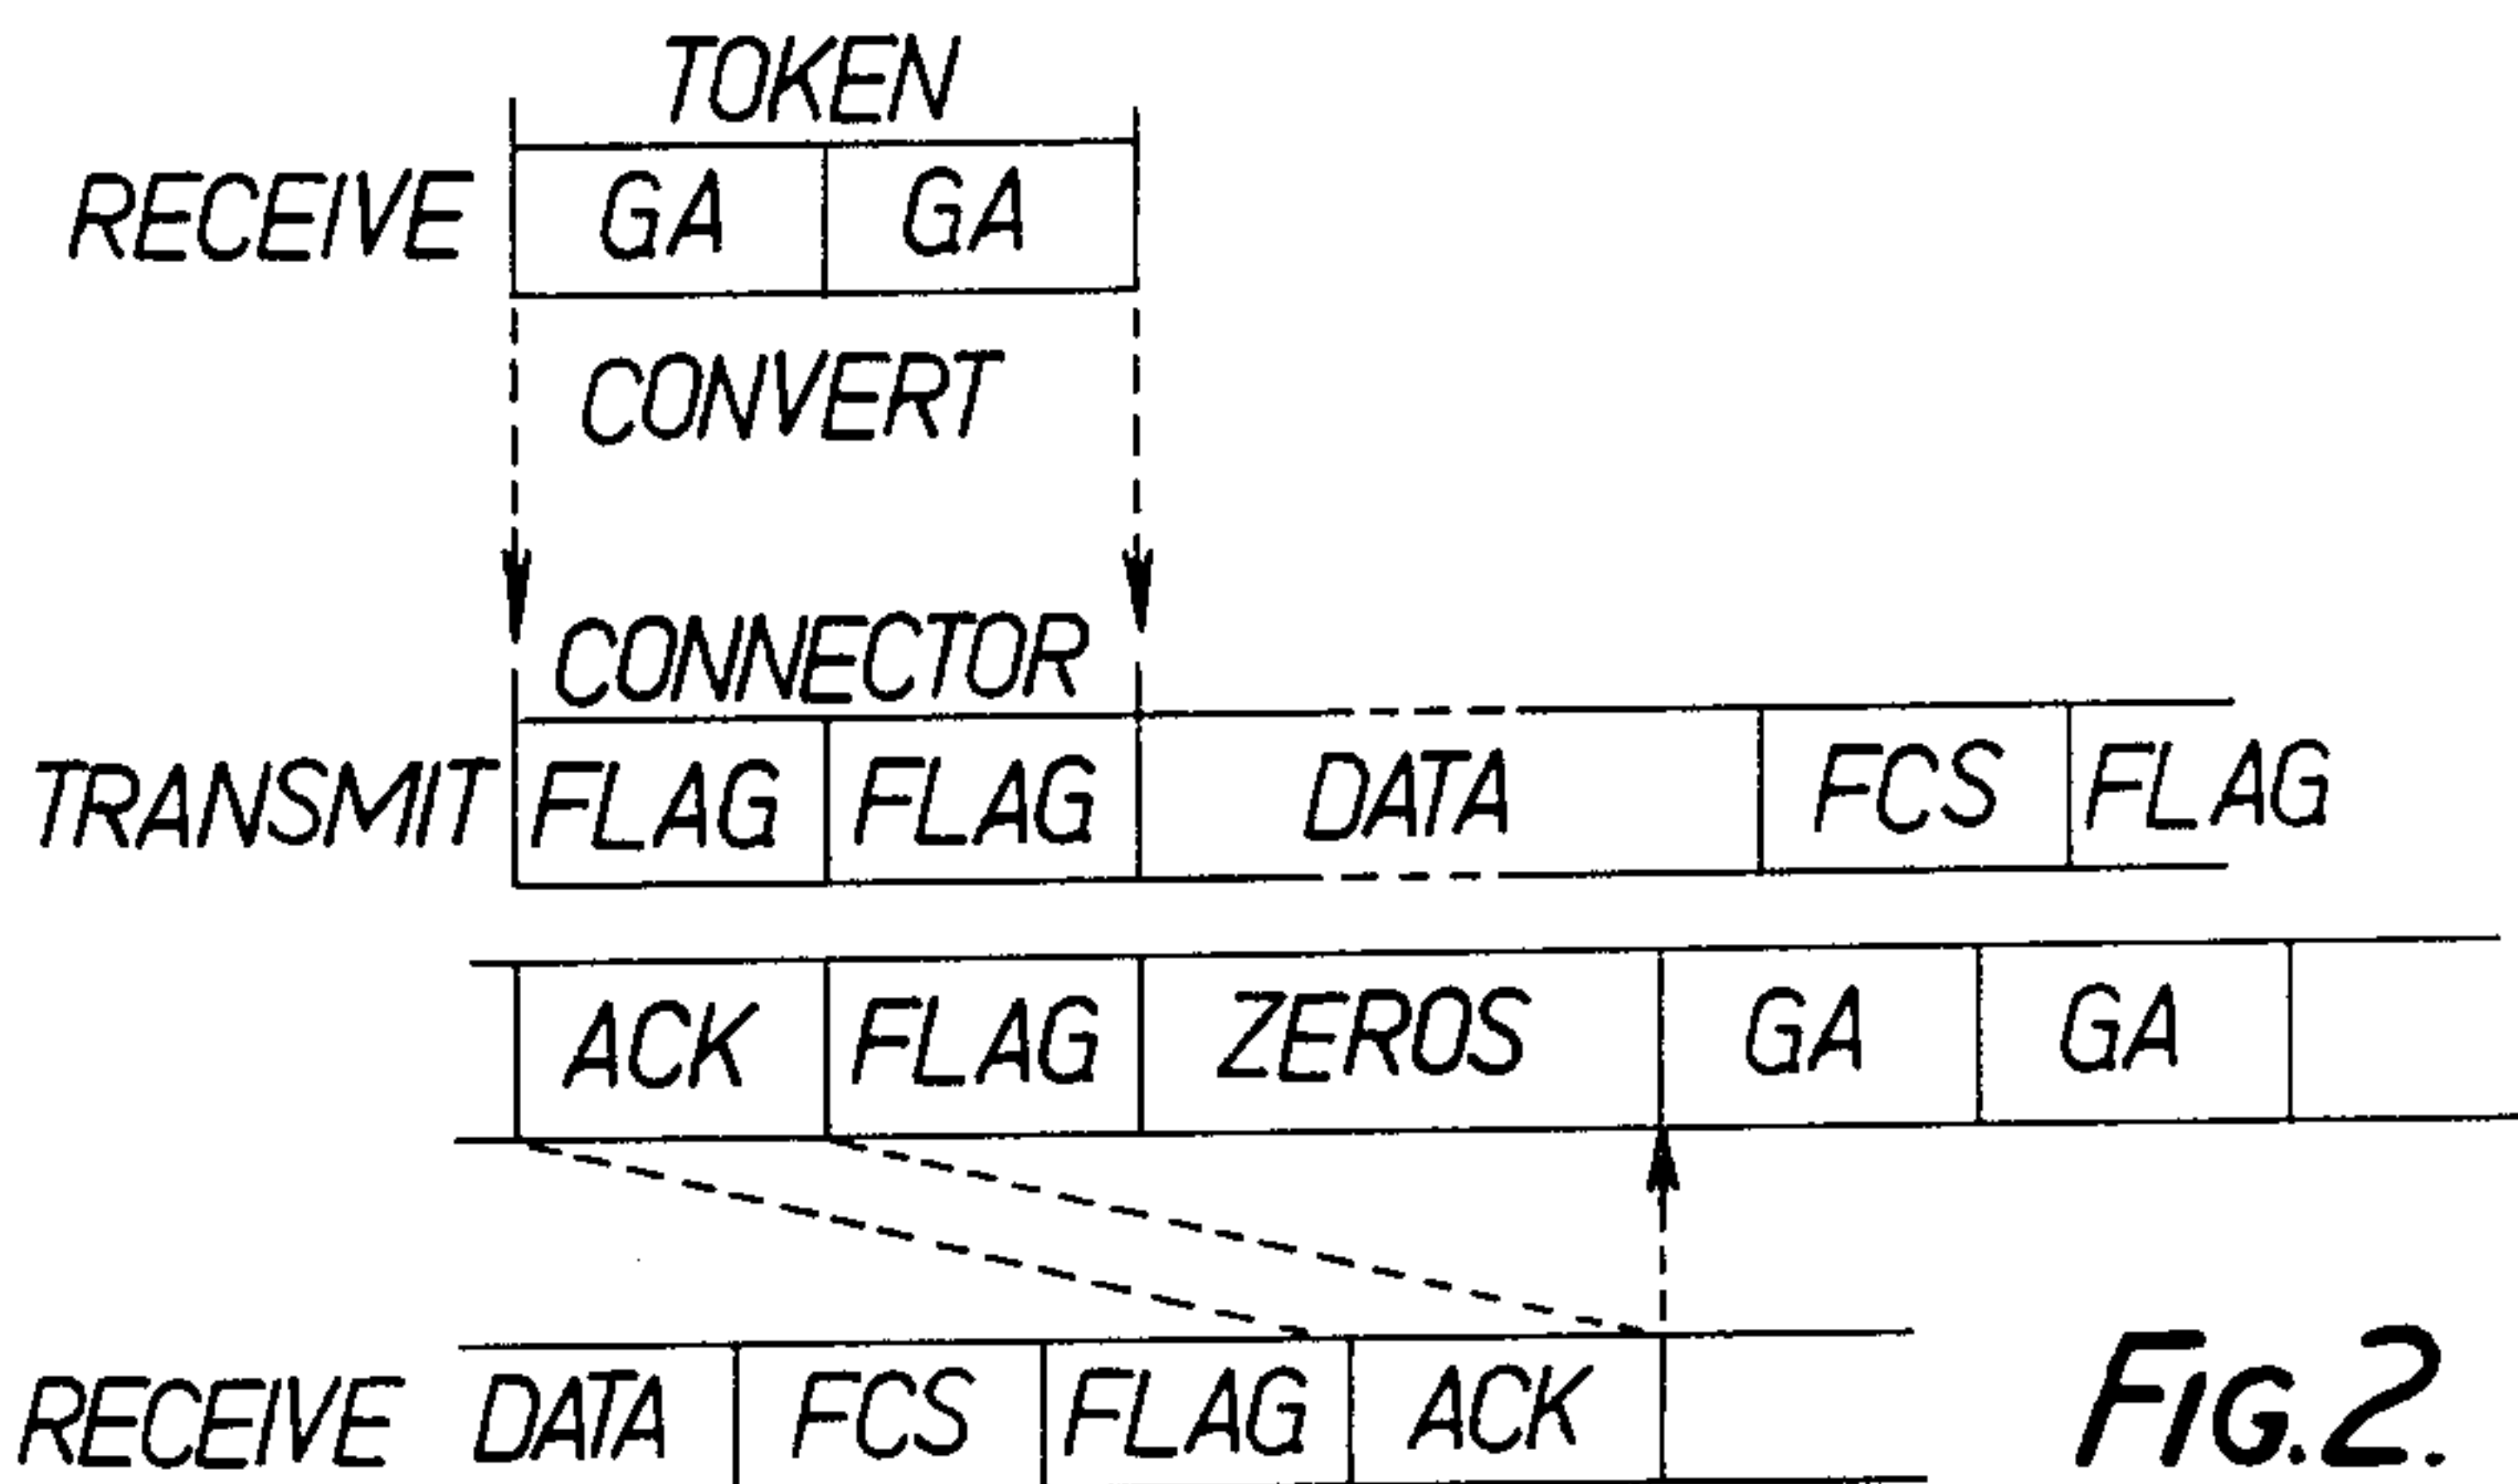 TOKEN
RECEIVE GA GA
CONVERT
CONNECTOR
TRANSMIT FLAG FLAG DATA FCS FLAG
ACK FLAG ZEROS GA GA
RECEIVE DATA FCS FLAG ACK
FIG.2.